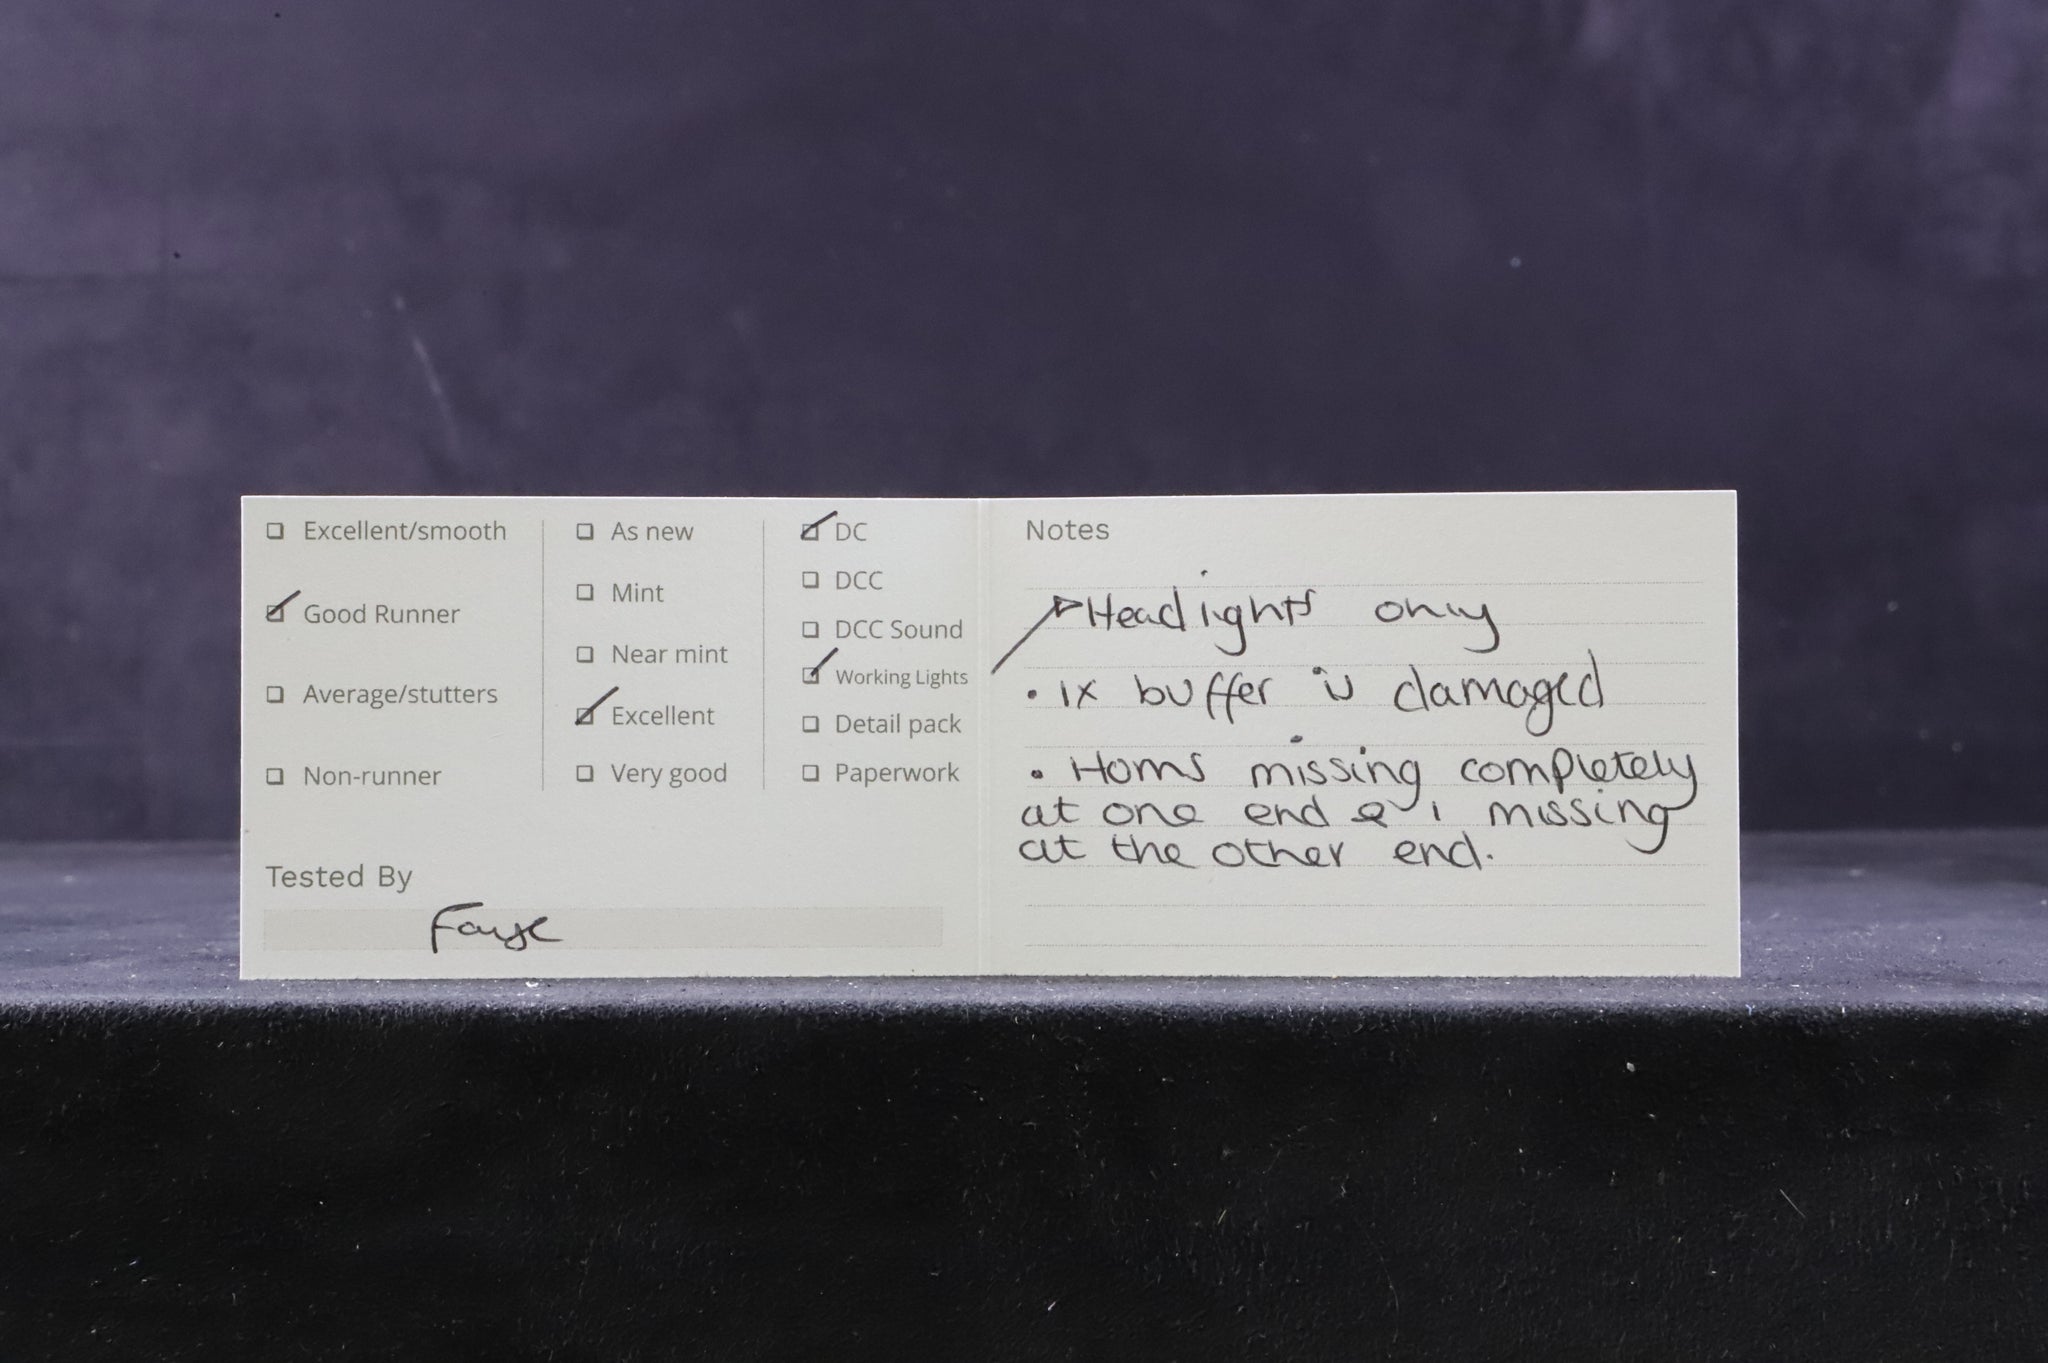 Excellent/smooth
Good Runner
Average/stutters
Non-runner
As new
Mint
Near mint
Excellent
Very good
DC
DCC
DCC Sound
Working Lights
Detail pack
Paperwork
Tested By
Faye
Notes
Headlights only
• 1x buffer is damaged
• Horns missing completely
at one end & 1 missing
at the other end.